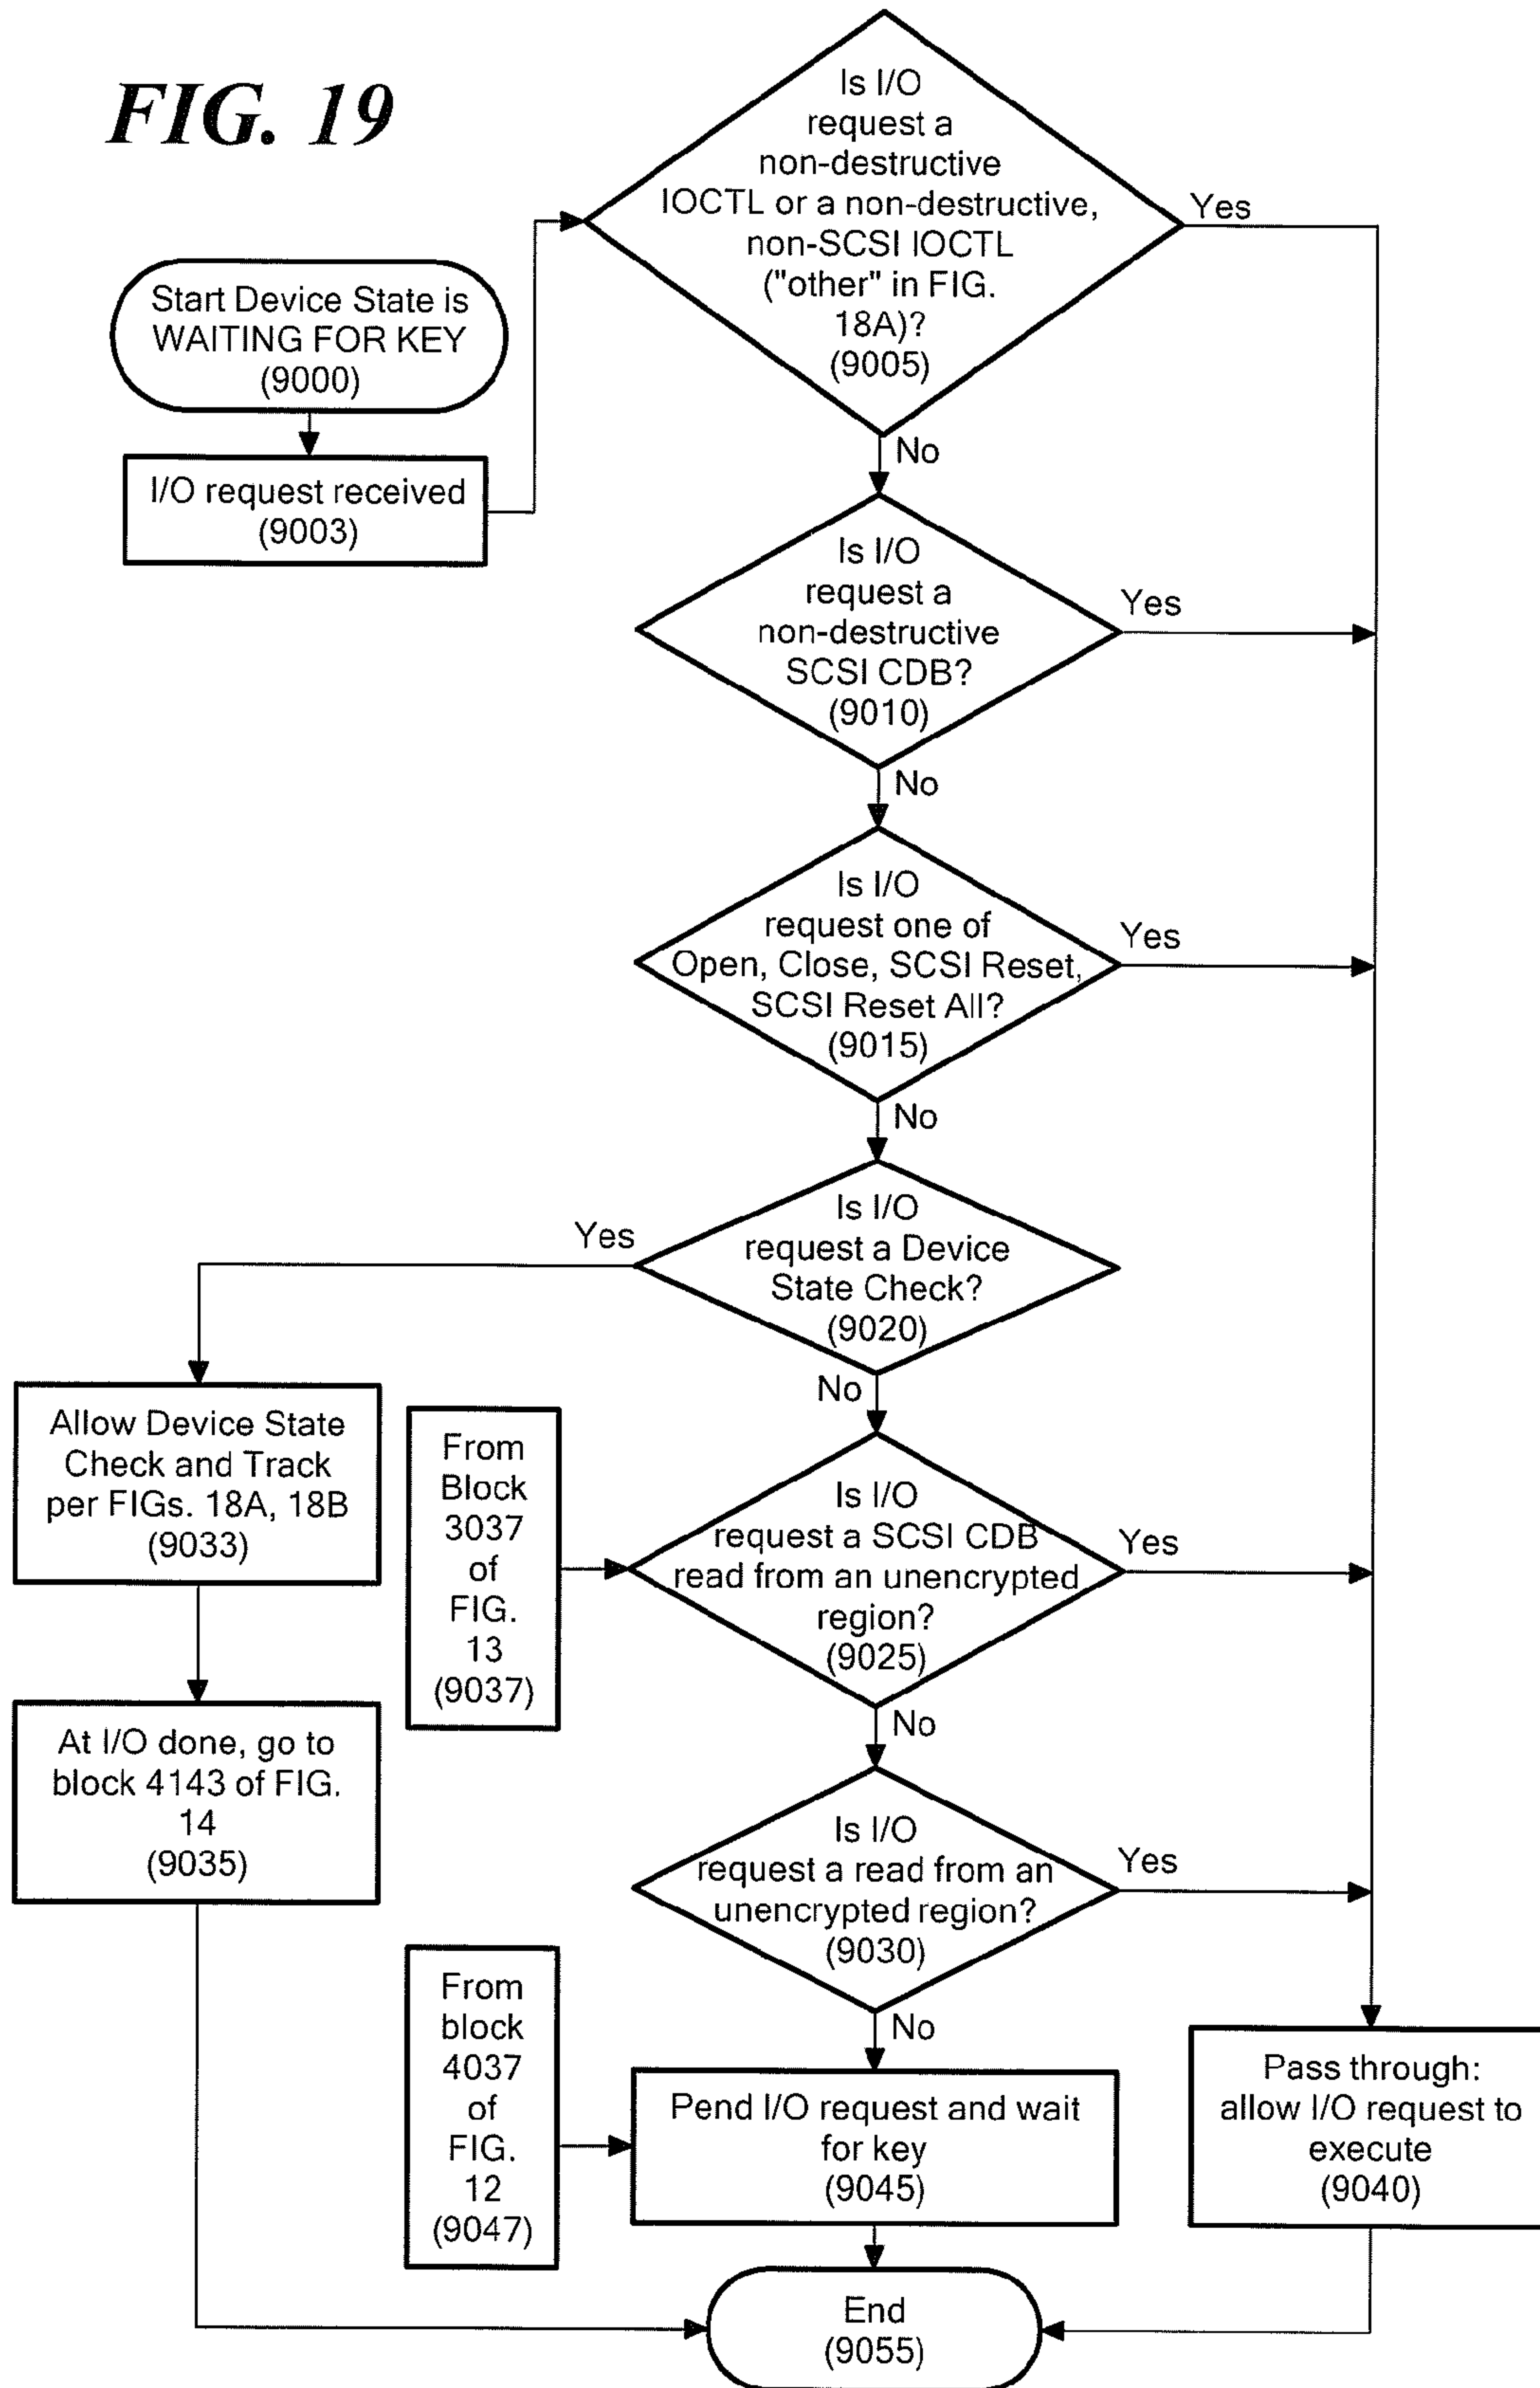 FIG. 19
Is I/O
request a
non-destructive
IOCTL or a non-destructive,
non-SCSI IOCTL
("other" in FIG.
18A)?
(9005)
Yes
No
Start Device State is
WAITING FOR KEY
(9000)
I/O request received
(9003)
Is I/O
request a
non-destructive
SCSI CDB?
(9010)
Yes
No
Is I/O
request one of
Open, Close, SCSI Reset,
SCSI Reset All?
(9015)
Yes
No
Is I/O
request a Device
State Check?
(9020)
Yes
No
Allow Device State
Check and Track
per FIGs. 18A, 18B
(9033)
From
Block
3037
of
FIG.
13
(9037)
Is I/O
request a SCSI CDB
read from an unencrypted
region?
(9025)
Yes
No
At I/O done, go to
block 4143 of FIG.
14
(9035)
Is I/O
request a read from an
unencrypted region?
(9030)
Yes
No
From
block
4037
of
FIG.
12
(9047)
Pend I/O request and wait
for key
(9045)
Pass through:
allow I/O request to
execute
(9040)
End
(9055)